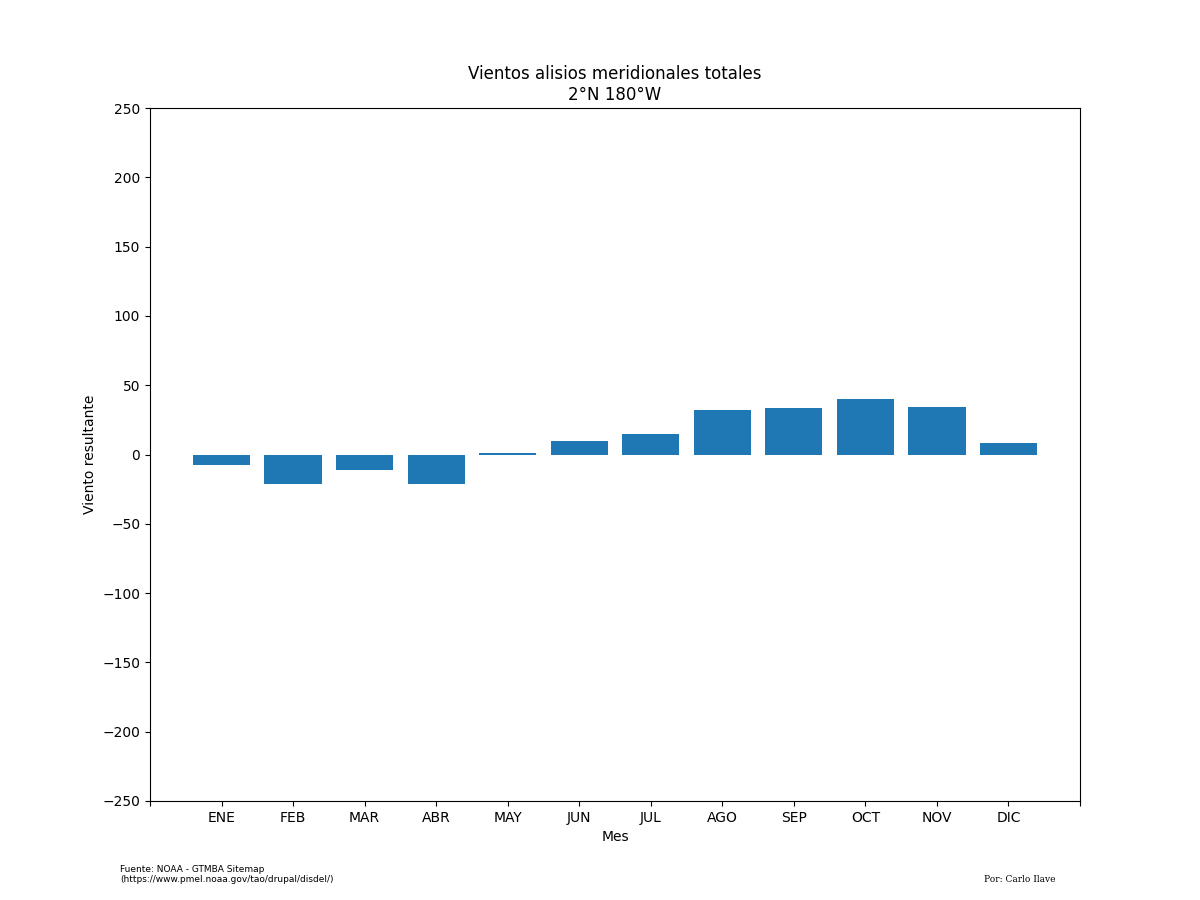 Vientos alisios meridionales totales
2°N 180°W
250
200
150
100
50
0
−50
−100
−150
−200
−250
Viento resultante
ENE FEB MAR ABR MAY JUN JUL AGO SEP OCT NOV DIC
Mes
Fuente: NOAA - GTMBA Sitemap
(https://www.pmel.noaa.gov/tao/drupal/disdel/)
Por: Carlo Ilave